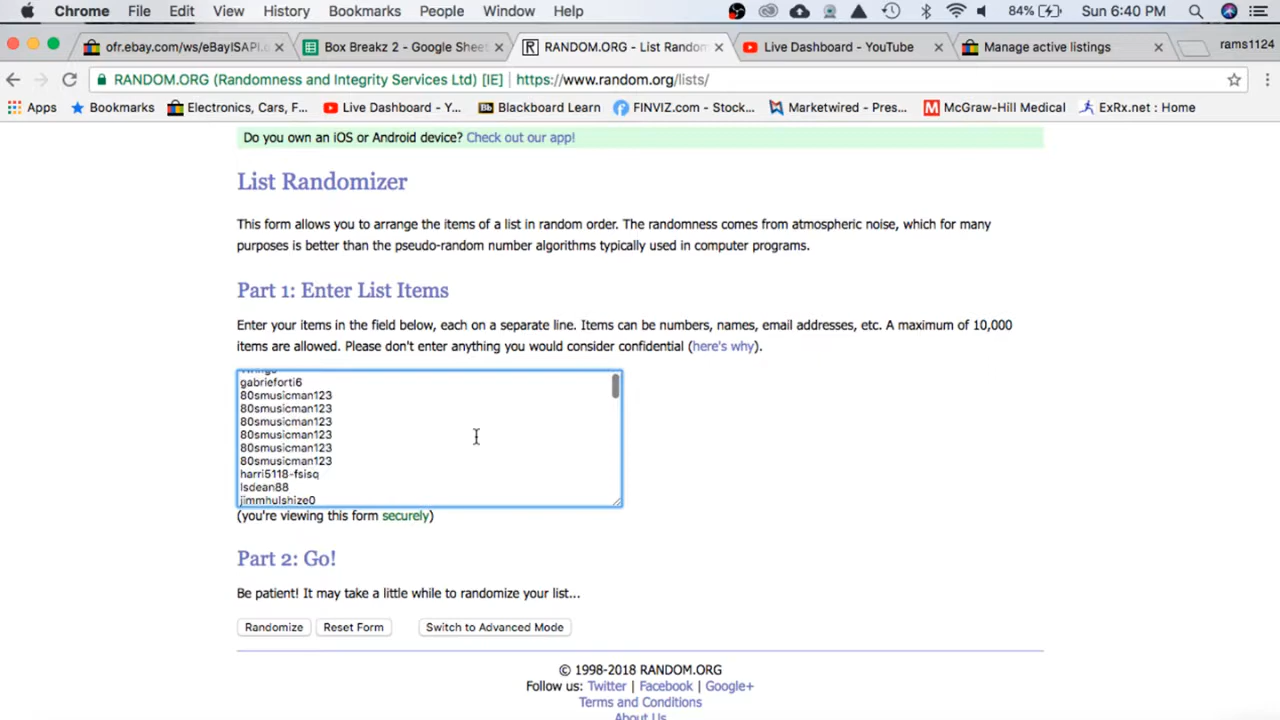 Chrome File Edit View History Bookmarks People Window Help 84% Sun 6:40 PM
ofr.ebay.com/ws/eBayISAPI.c Box Breakz 2 - Google Sheet RANDOM.ORG - List Random Live Dashboard - YouTube Manage active listings rams1124
RANDOM.ORG (Randomness and Integrity Services Ltd) [IE] https://www.random.org/lists/
Apps Bookmarks Electronics, Cars, F... Live Dashboard - Y... Blackboard Learn FINVIZ.com - Stock... Marketwired - Pres... McGraw-Hill Medical ExRx.net : Home
Do you own an iOS or Android device? Check out our app!
List Randomizer
This form allows you to arrange the items of a list in random order. The randomness comes from atmospheric noise, which for many
purposes is better than the pseudo-random number algorithms typically used in computer programs.
Part 1: Enter List Items
Enter your items in the field below, each on a separate line. Items can be numbers, names, email addresses, etc. A maximum of 10,000
items are allowed. Please don't enter anything you would consider confidential (here's why).
gabrieforti6
80smusicman123
80smusicman123
80smusicman123
80smusicman123
80smusicman123
80smusicman123
harri5118-fsisq
lsdean88
jimmhulshize0
(you're viewing this form securely)
Part 2: Go!
Be patient! It may take a little while to randomize your list...
Randomize Reset Form Switch to Advanced Mode
© 1998-2018 RANDOM.ORG
Follow us: Twitter | Facebook | Google+
Terms and Conditions
About Us